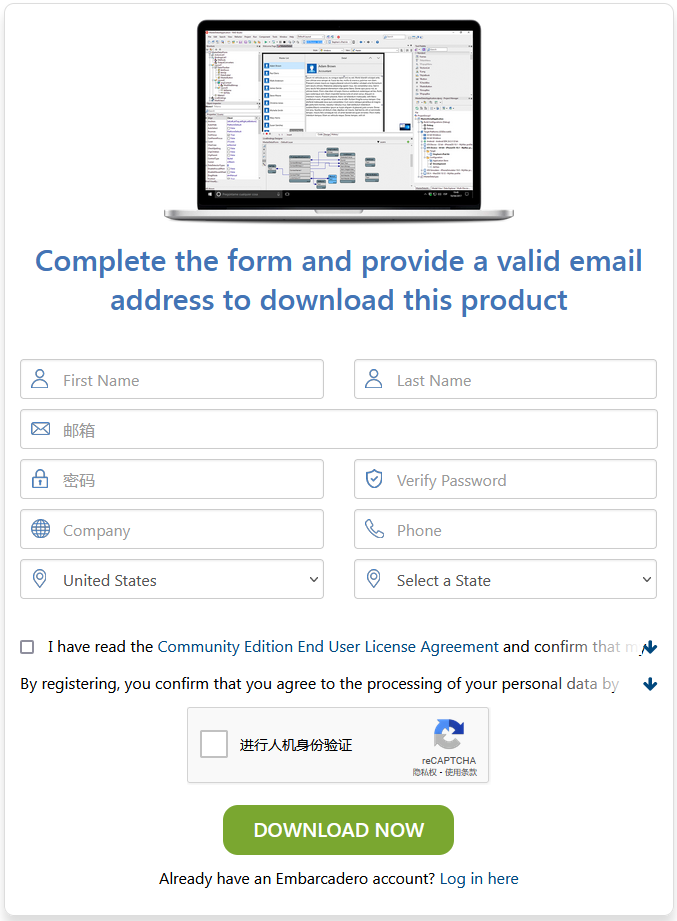 Complete the form and provide a valid email
address to download this product
First Name
Last Name
邮箱
密码
Verify Password
Company
Phone
United States
Select a State
I have read the Community Edition End User License Agreement and confirm that
By registering, you confirm that you agree to the processing of your personal data by
进行人机身份验证
reCAPTCHA
隐私权 - 使用条款
DOWNLOAD NOW
Already have an Embarcadero account? Log in here